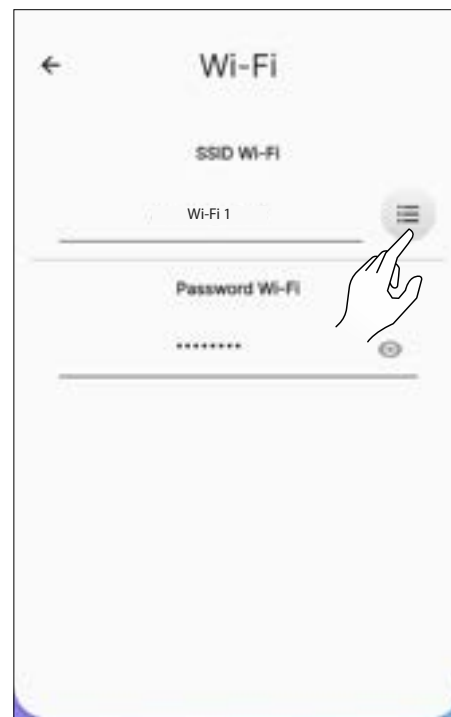 Wi-Fi
SSID Wi-Fi
Wi-Fi 1
Password Wi-Fi
••••••••